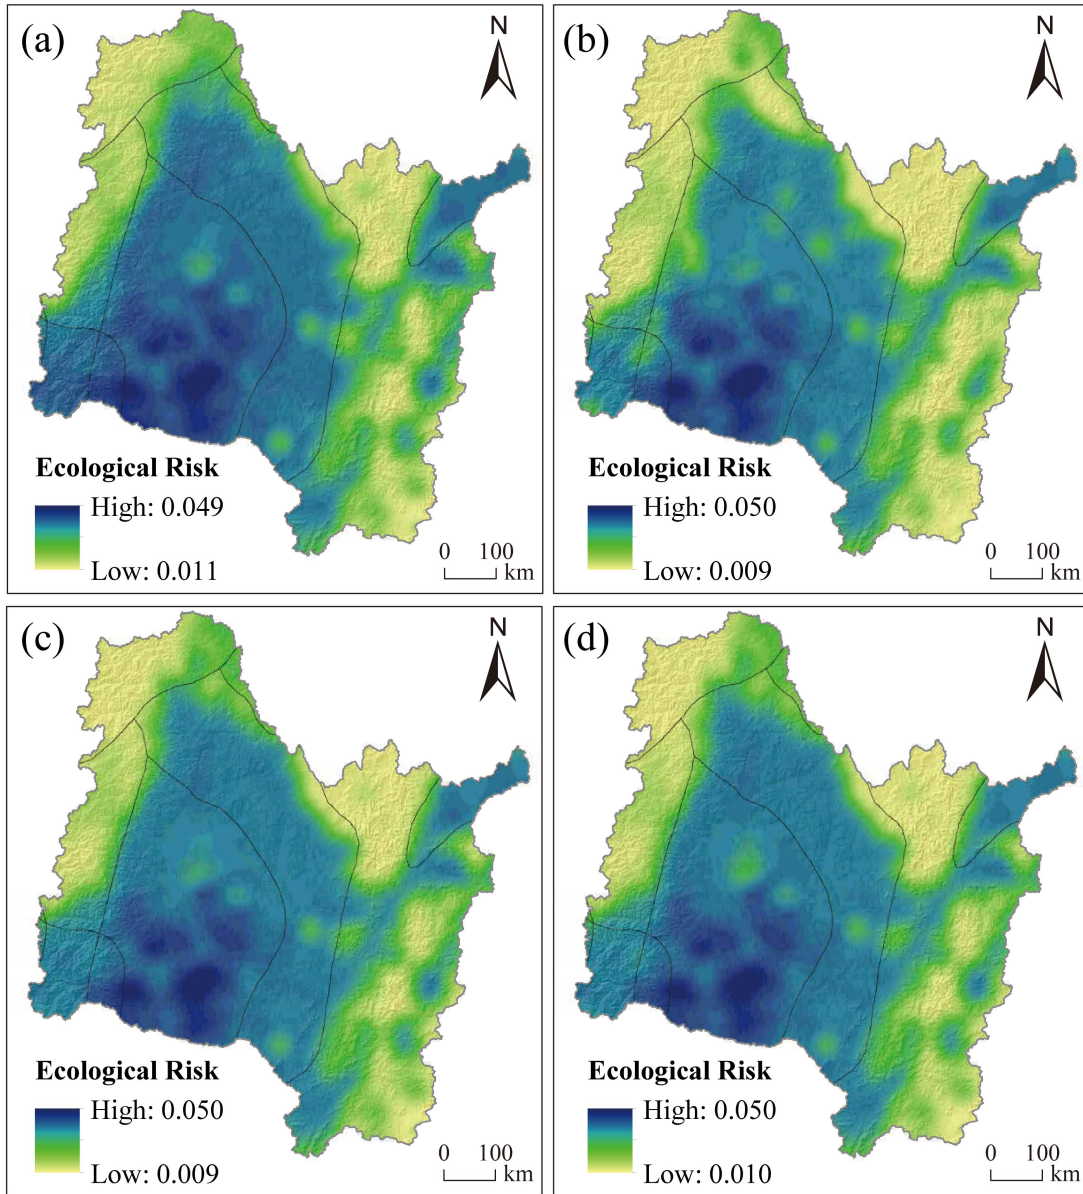 (a)
N
Ecological Risk
High: 0.049
Low: 0.011
0 100
km
(b)
N
Ecological Risk
High: 0.050
Low: 0.009
0 100
km
(c)
N
Ecological Risk
High: 0.050
Low: 0.009
0 100
km
(d)
N
Ecological Risk
High: 0.050
Low: 0.010
0 100
km